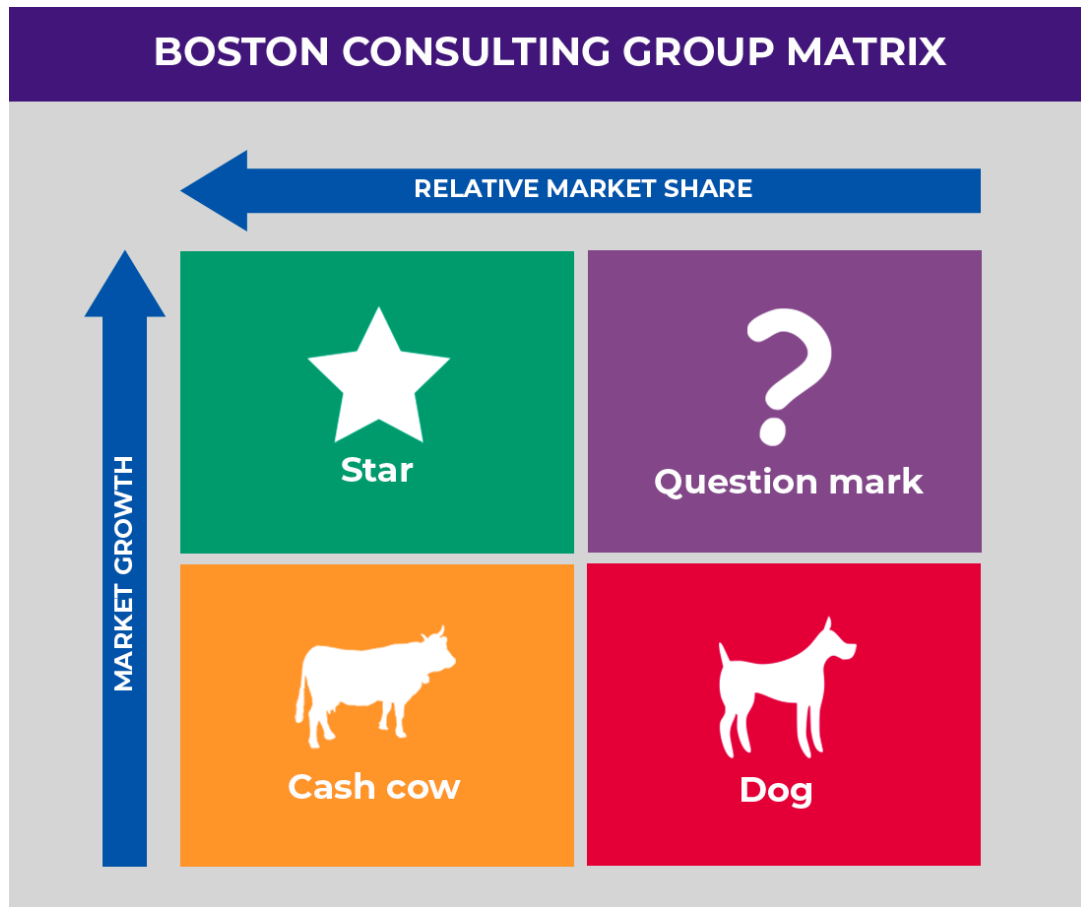 BOSTON CONSULTING GROUP MATRIX
RELATIVE MARKET SHARE
MARKET GROWTH
Star
Question mark
Cash cow
Dog